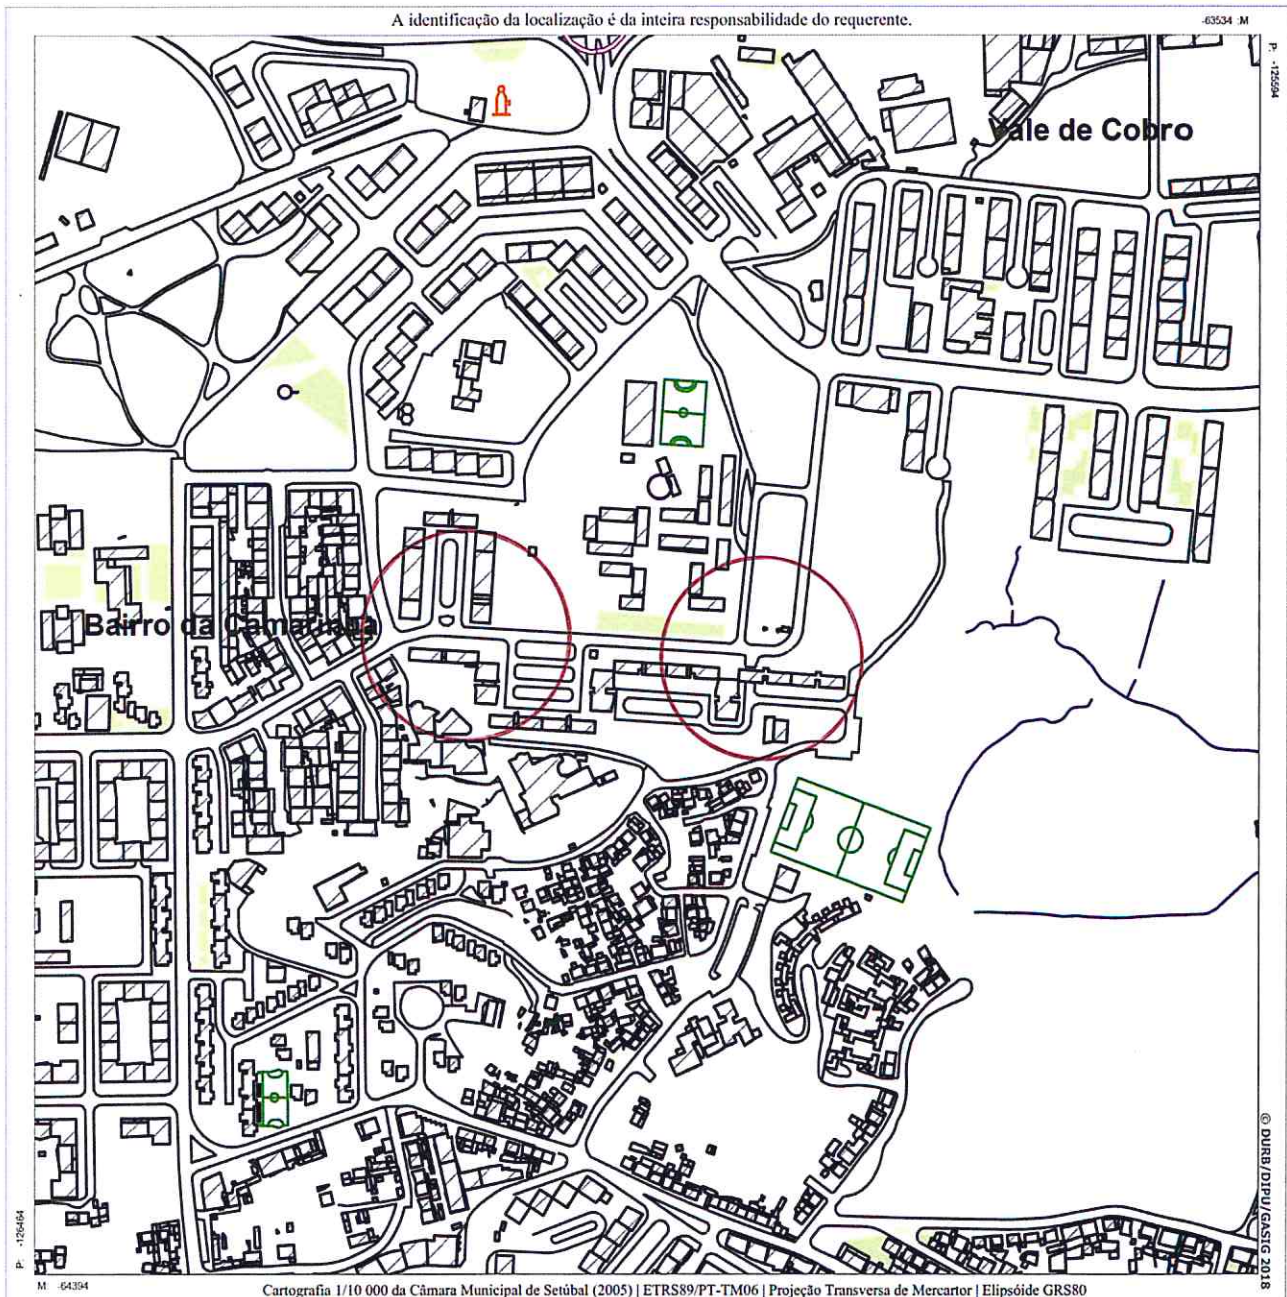 A identificação da localização é da inteira responsabilidade do requerente.
-63534 :M
P: -125594
Vale de Cobro
Bairro da Camarinha
© DURB/DIPU/GASIG 2018
P: -126464
M -64394
Cartografia 1/10 000 da Câmara Municipal de Setúbal (2005) | ETRS89/PT-TM06 | Projeção Transversa de Mercartor | Elipsóide GRS80